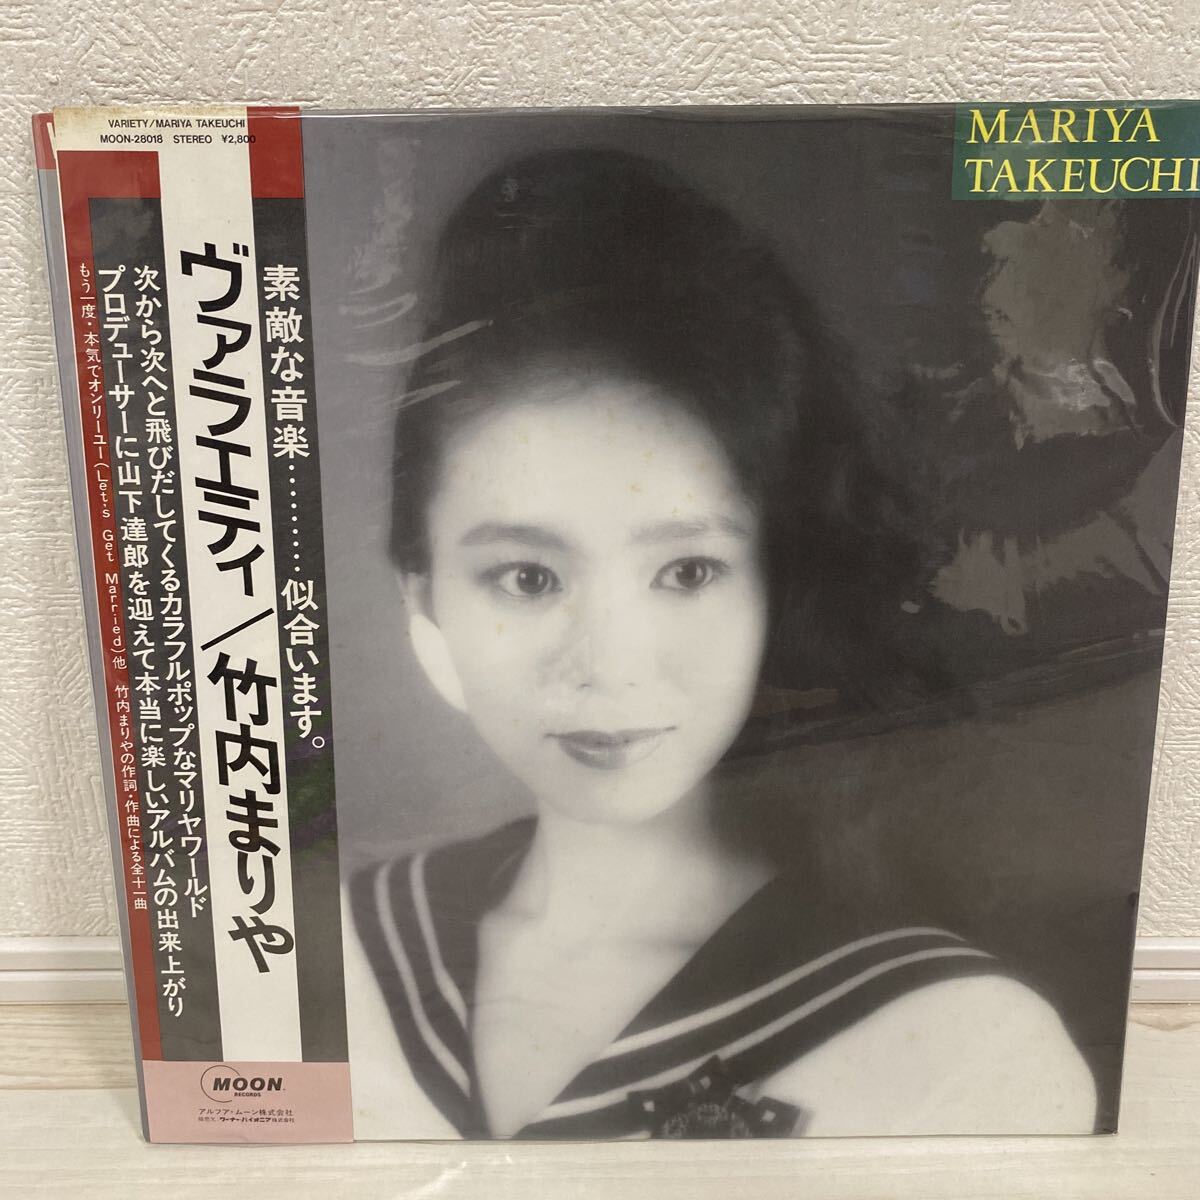 VARIETY/MARIYA TAKEUCHI
MOON-28018 STEREO ¥2,800
素敵な音楽………似合います。
ヴァラエティ／竹内まりや
次から次へと飛びだしてくるカラフルポップなマリヤワールド
プロデューサーに山下達郎を迎えて本当に楽しいアルバムの出来上がり
もう一度・本気でオンリーユー(Let's Get Married)他 竹内まりやの作詞・作曲による全十一曲
MOON
RECORDS
アルファ・ムーン株式会社
販売元/ワーナー・パイオニア株式会社
MARIYA
TAKEUCHI